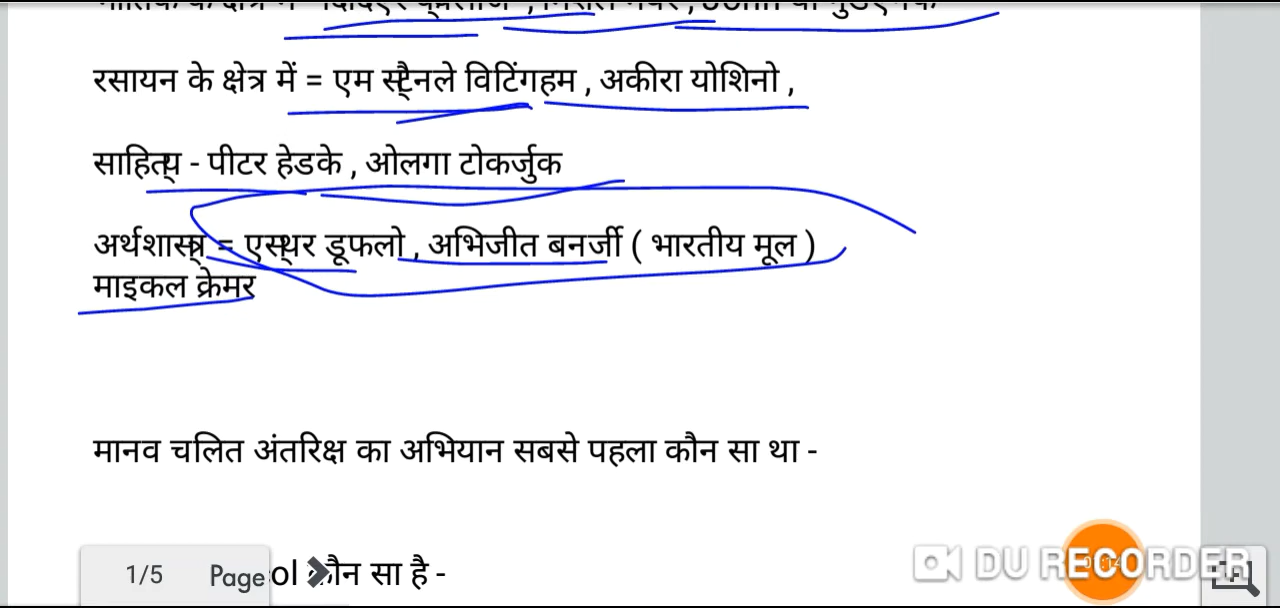 रसायन के क्षेत्र में = एम स्टैनले विटिंगहम , अकीरा योशिनो ,
साहित्य - पीटर हेडके , ओलगा टोकर्जुक
अर्थशास्त्र = एस्थर डूफलो , अभिजीत बनर्जी ( भारतीय मूल )
माइकल क्रेमर
मानव चलित अंतरिक्ष का अभियान सबसे पहला कौन सा था -
1/5 Page ol कौन सा है -
DU RECORDER